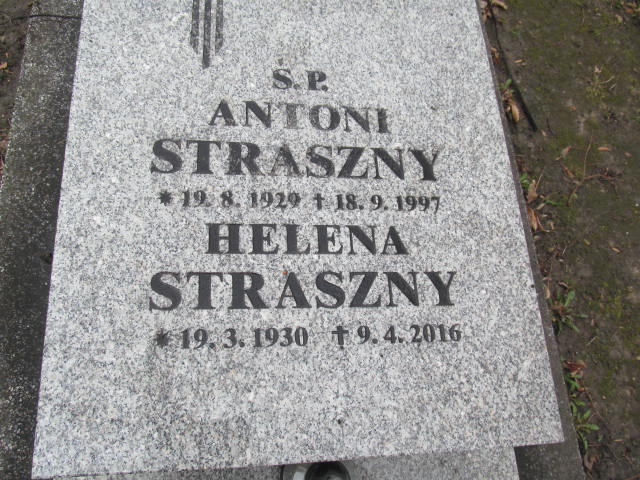 Ś.P.
ANTONI
STRASZNY
* 19. 8. 1929 † 18. 9. 1997
HELENA
STRASZNY
* 19. 3. 1930 † 9. 4. 2016